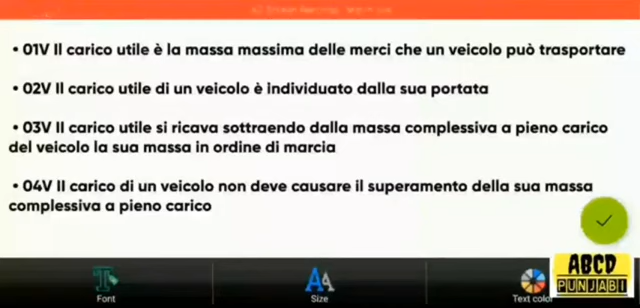 • 01V Il carico utile è la massa massima delle merci che un veicolo può trasportare
• 02V Il carico utile di un veicolo è individuato dalla sua portata
• 03V Il carico utile si ricava sottraendo dalla massa complessiva a pieno carico
del veicolo la sua massa in ordine di marcia
• 04V Il carico di un veicolo non deve causare il superamento della sua massa
complessiva a pieno carico
Font
Size
Text color
ABCD
PUNJABI